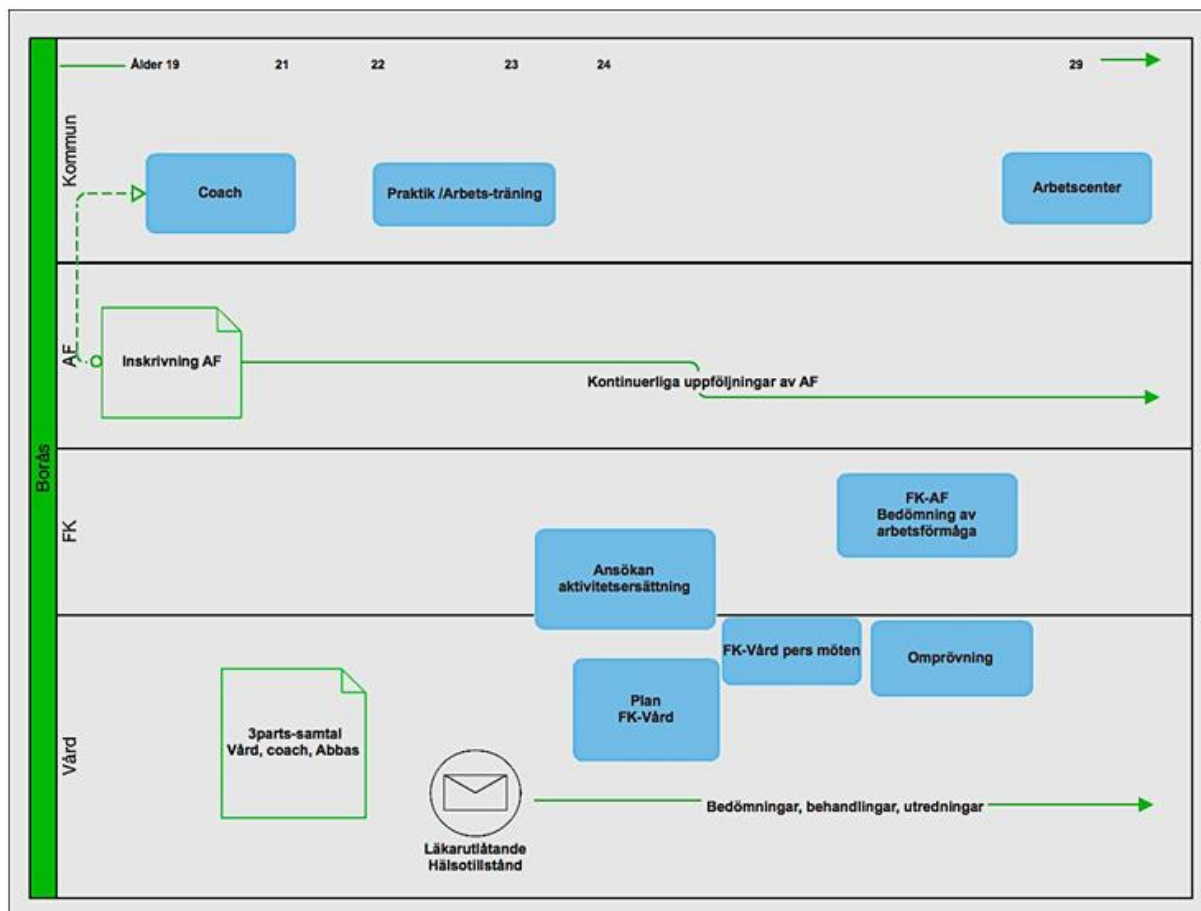 Borås
Kommun
Ålder 19
21
22
23
24
29
Coach
Praktik /Arbets-träning
Arbetscenter
AF
Inskrivning AF
Kontinuerliga uppföljningar av AF
FK
FK-AF
Bedömning av
arbetsförmåga
Ansökan
aktivitetsersättning
Vård
FK-Vård pers möten
Omprövning
Plan
FK-Vård
3parts-samtal
Vård, coach, Abbas
Bedömningar, behandlingar, utredningar
Läkarutlåtande
Hälsotillstånd